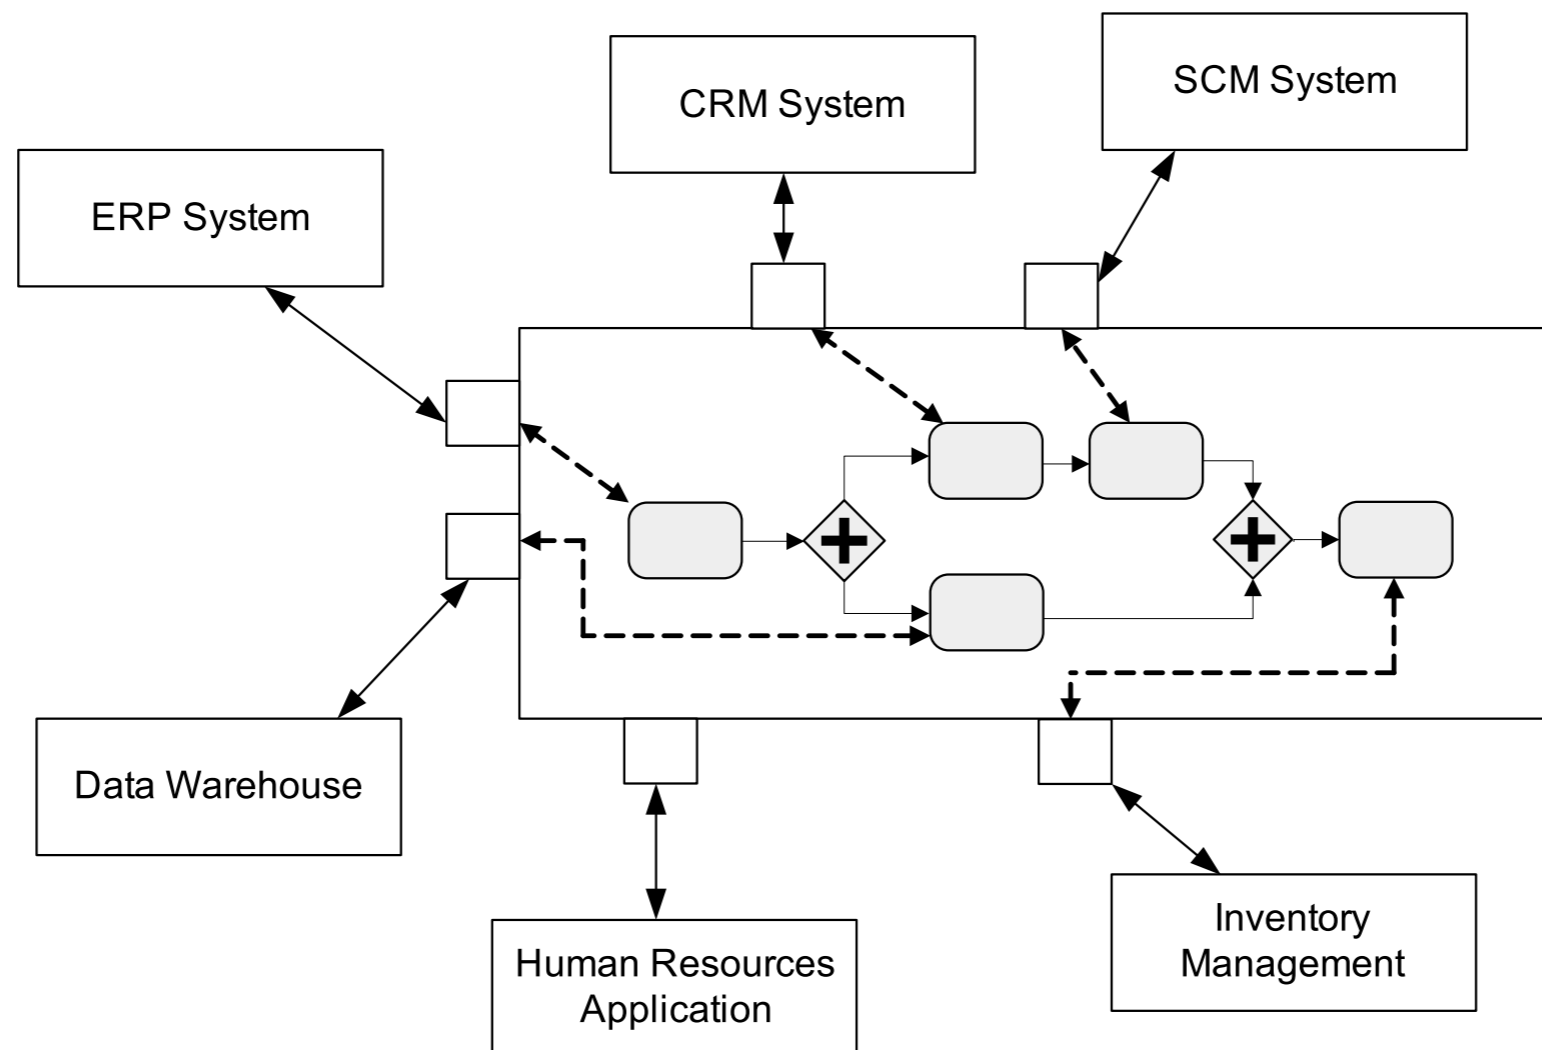 SCM System
CRM System
ERP System
Data Warehouse
Inventory
Management
Human Resources
Application